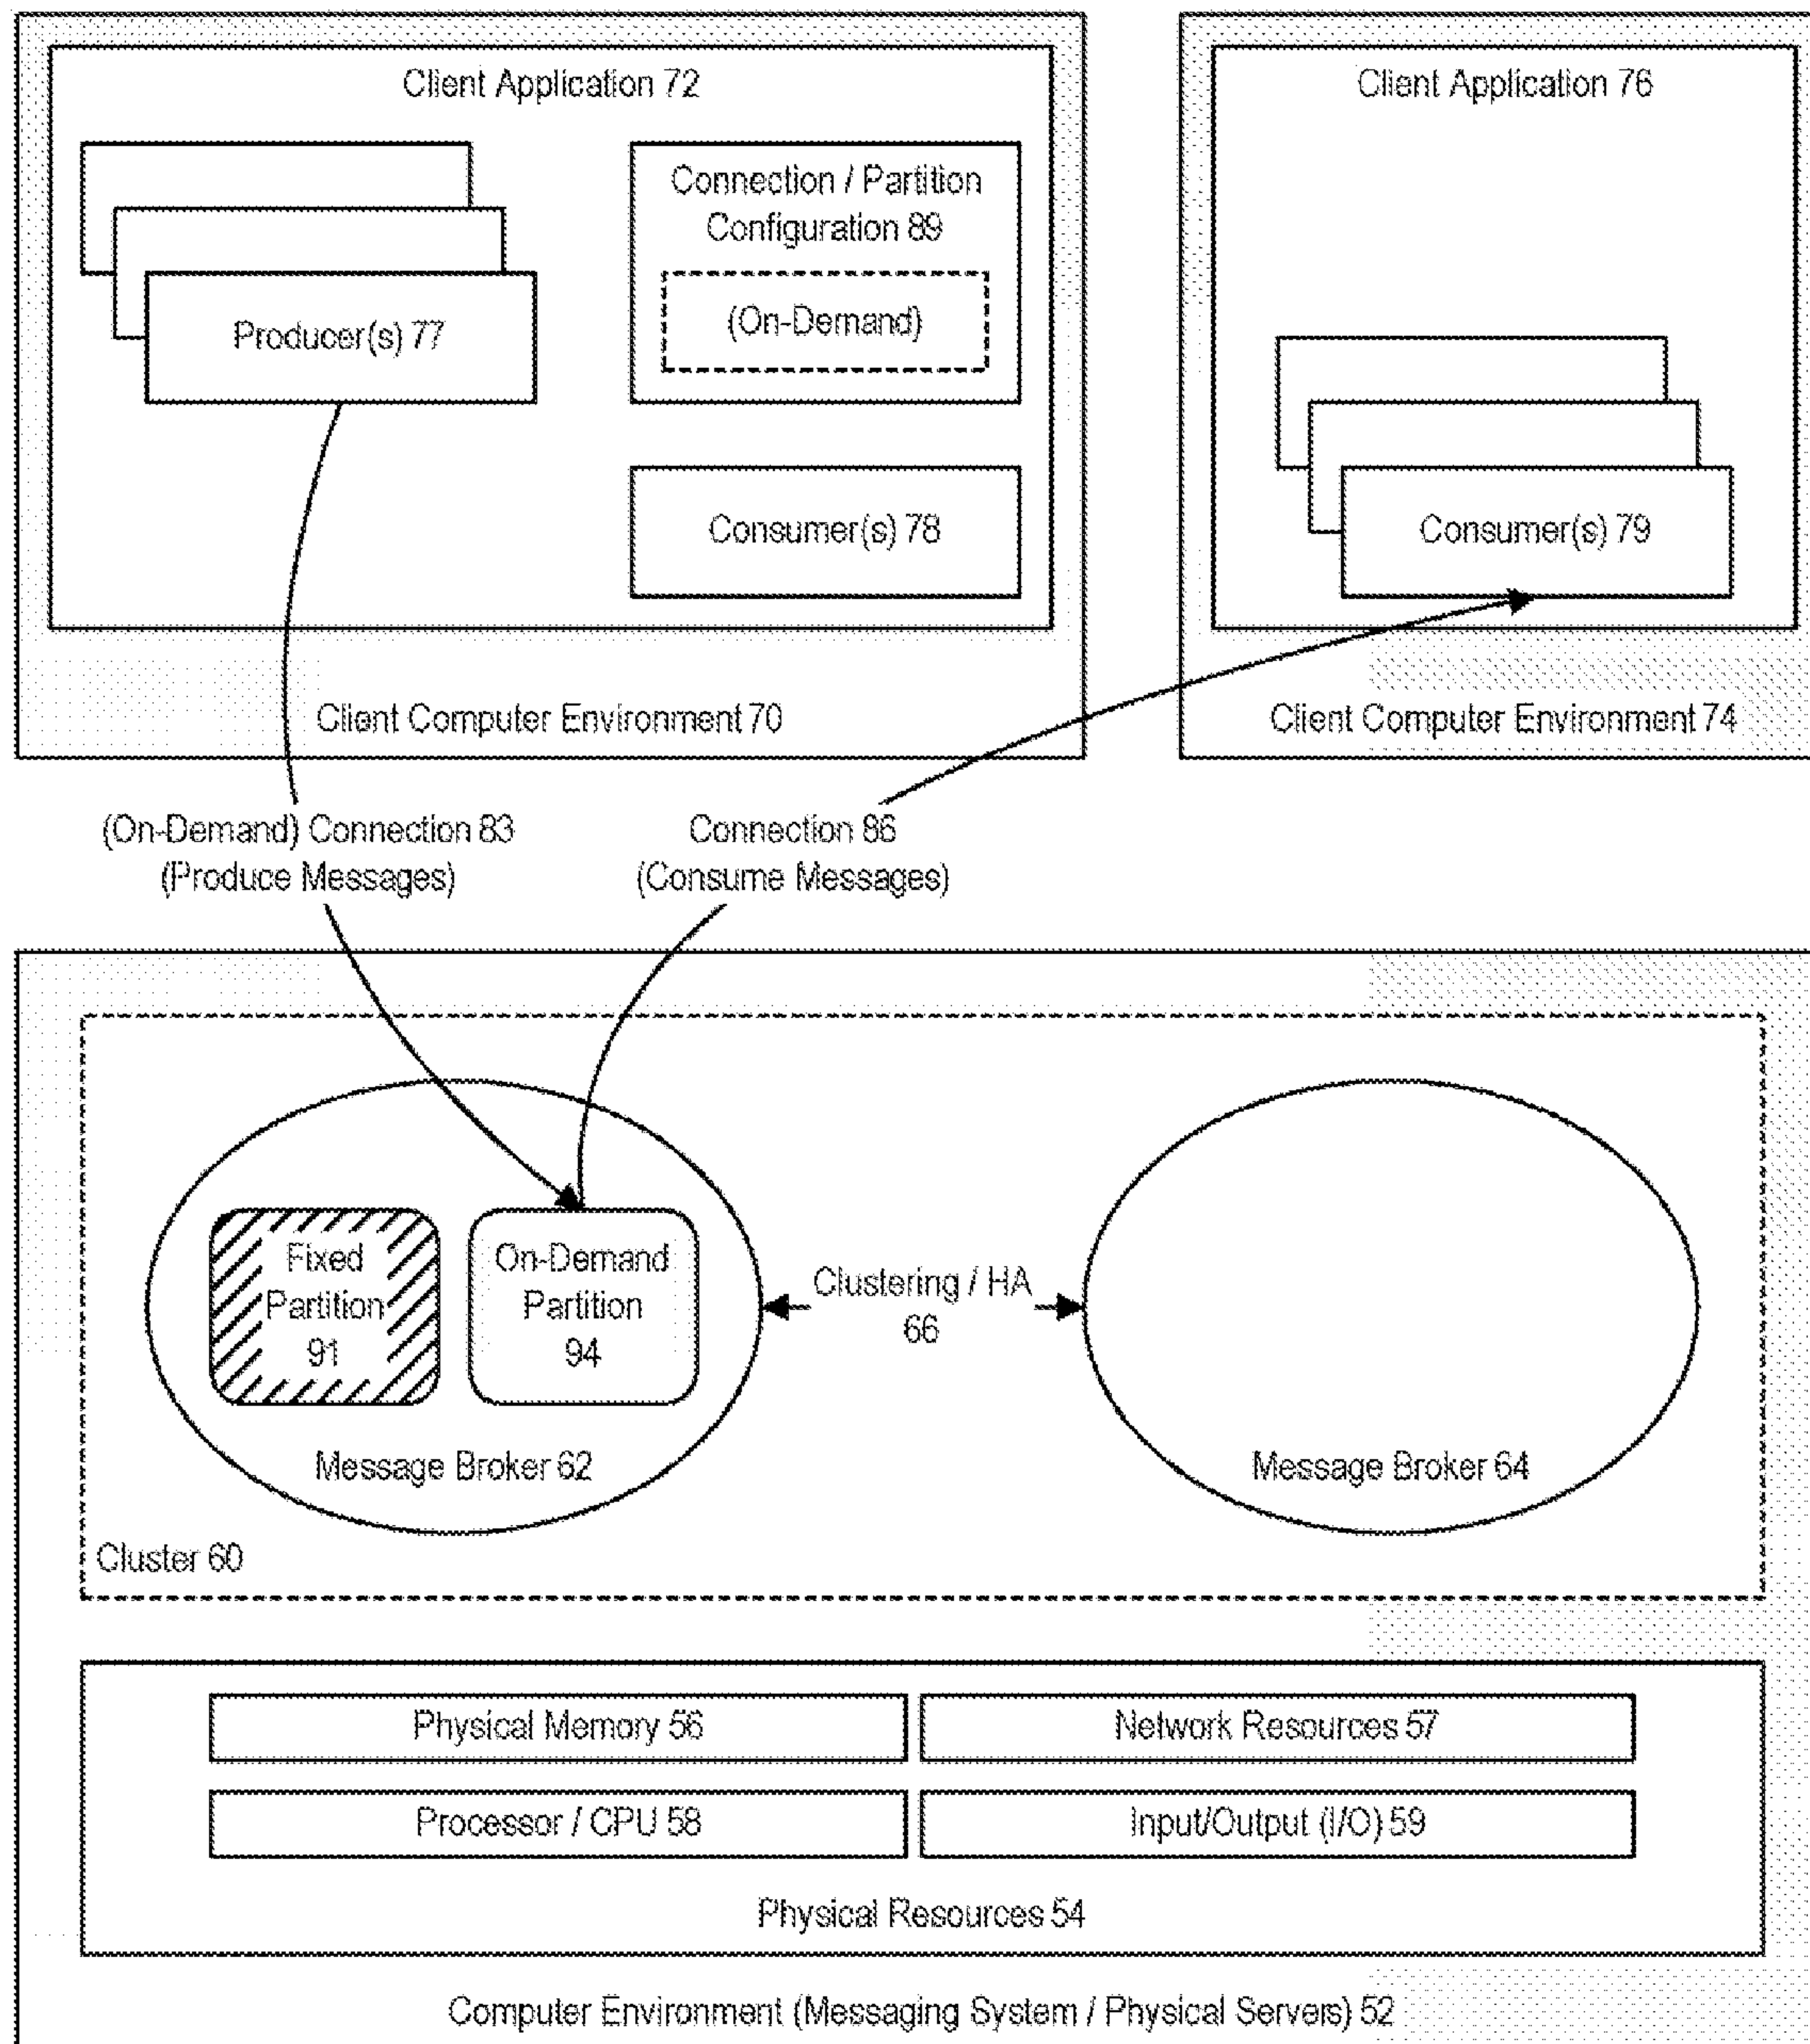 Client Application 72
Connection / Partition
Configuration 89
(On-Demand)
Producer(s) 77
Consumer(s) 78
Client Computer Environment 70
Client Application 76
Consumer(s) 79
Client Computer Environment 74
(On-Demand) Connection 83
(Produce Messages)
Connection 86
(Consume Messages)
Fixed
Partition
91
On-Demand
Partition
94
Message Broker 62
Clustering / HA
66
Message Broker 64
Cluster 60
Physical Memory 56
Network Resources 57
Processor / CPU 58
Input/Output (I/O) 59
Physical Resources 54
Computer Environment (Messaging System / Physical Servers) 52